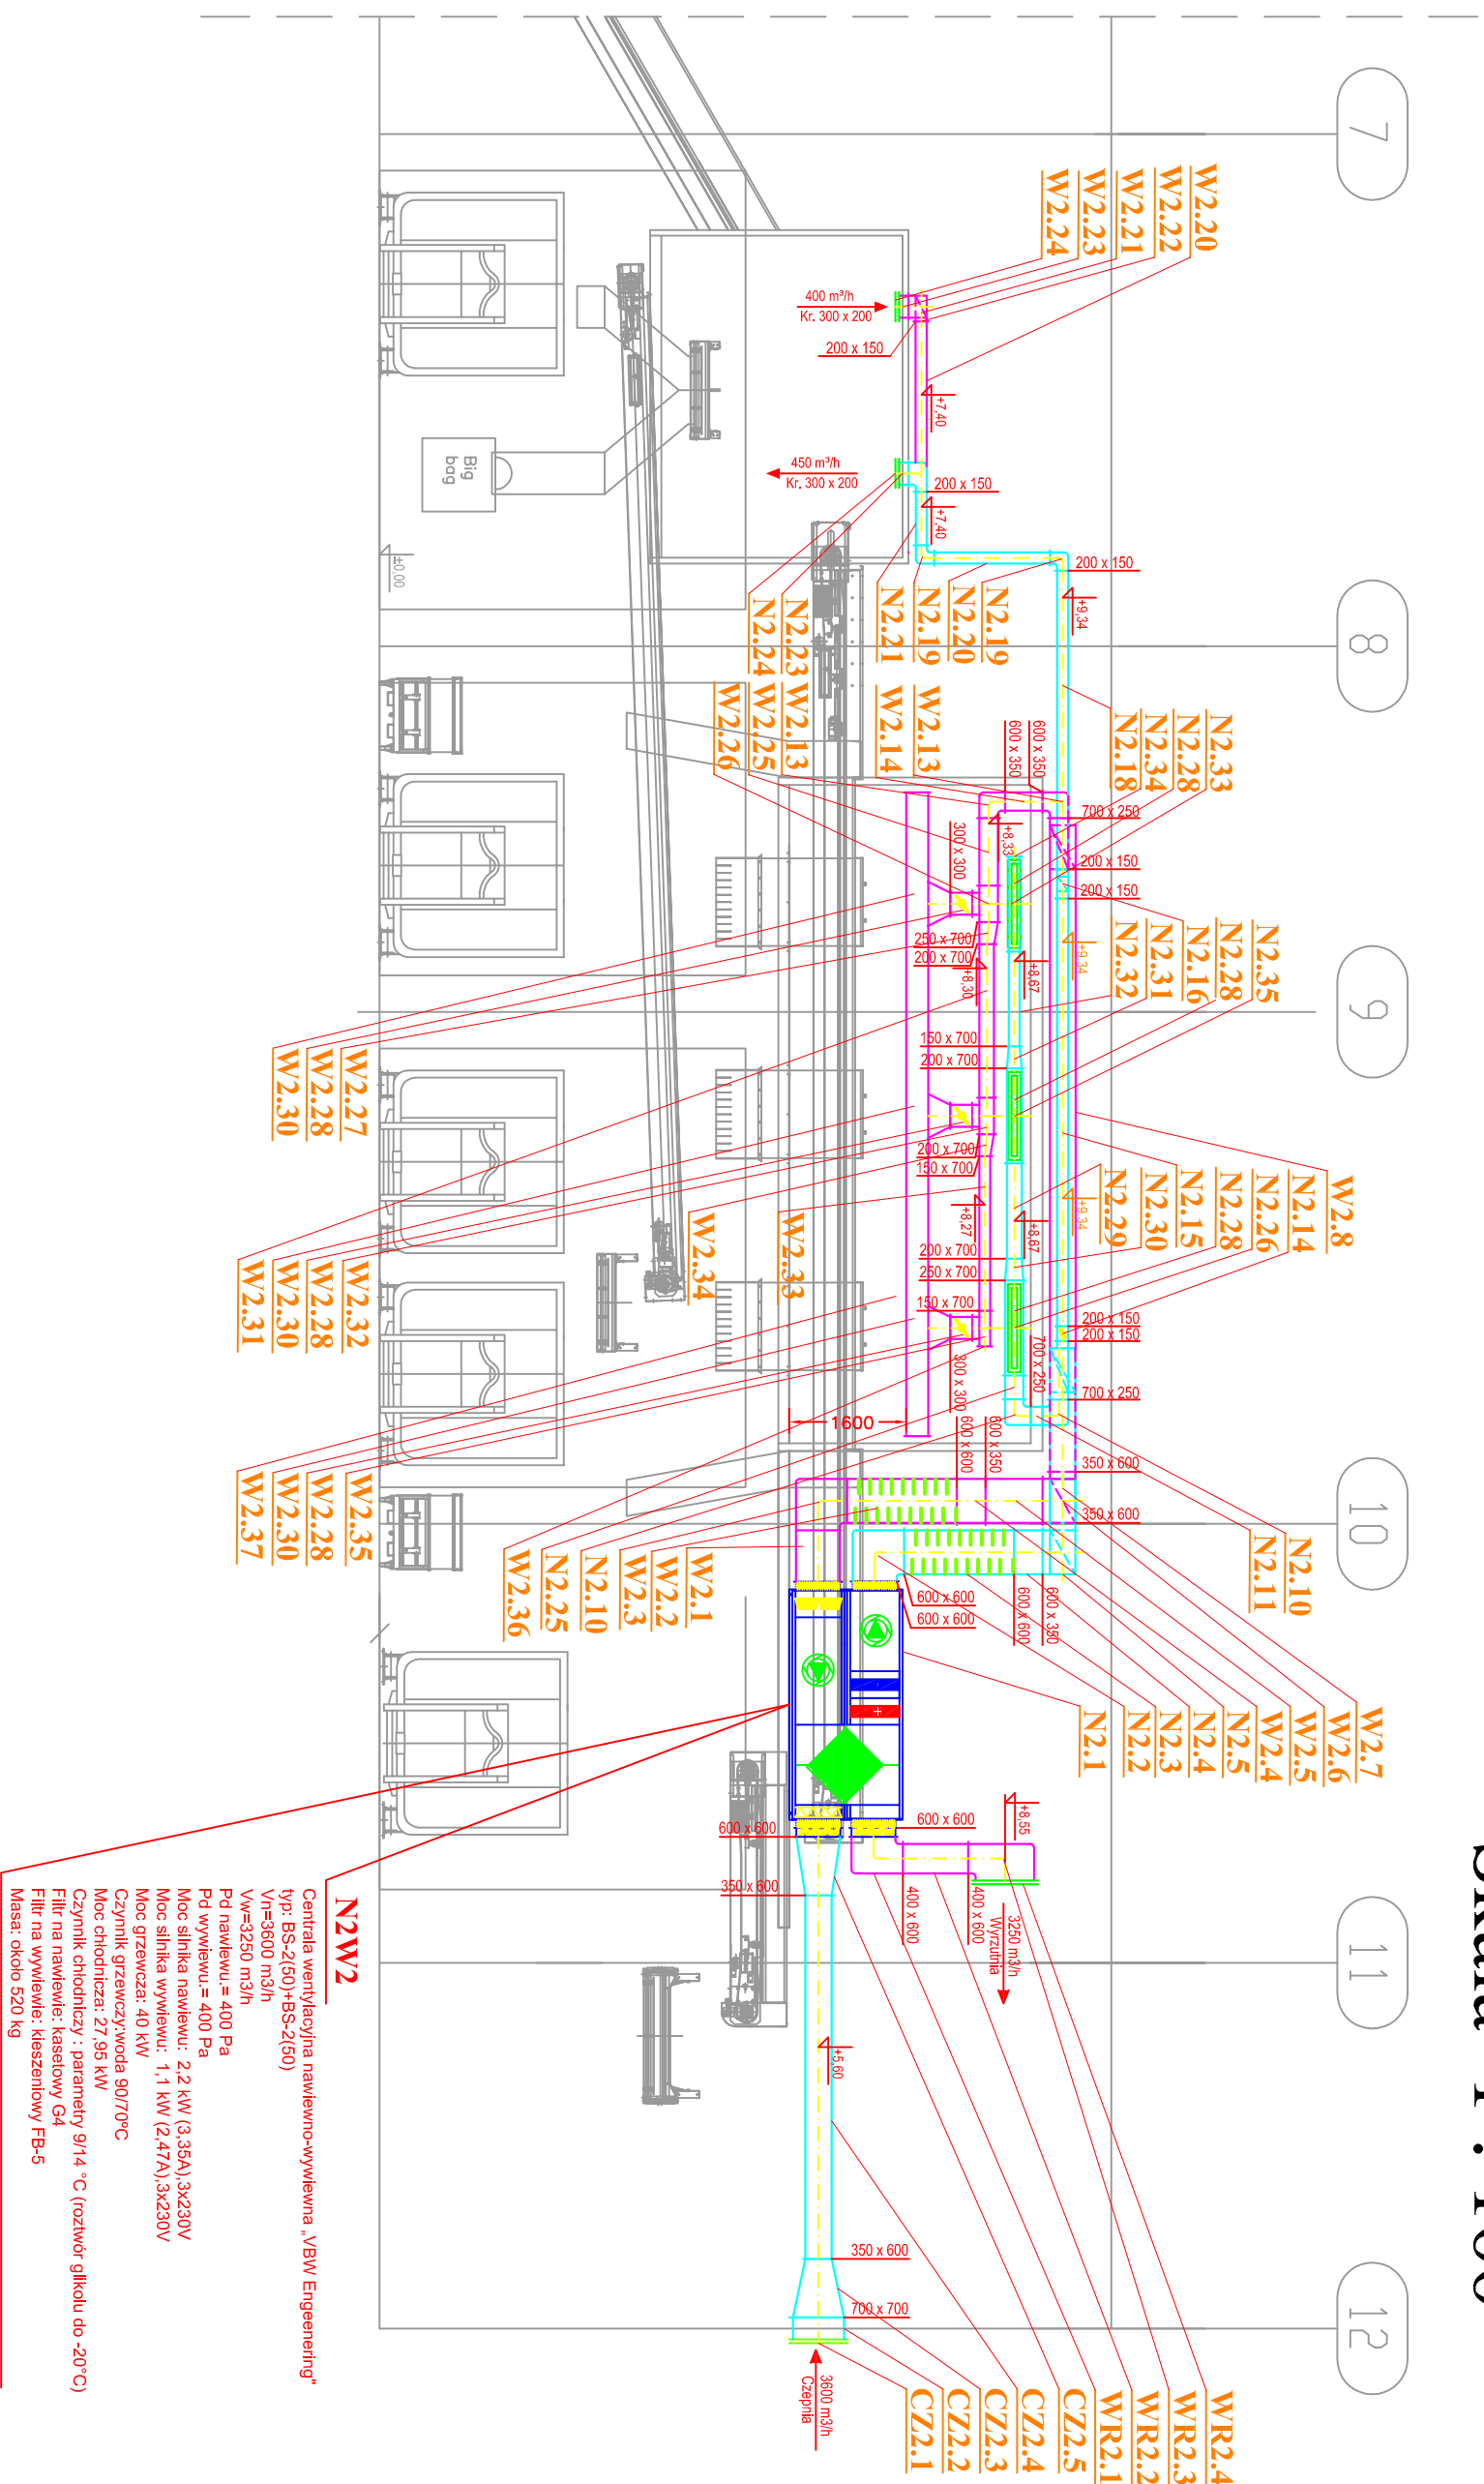 Skala 1 : 100
7
8
9
10
11
12
W2.20
W2.22
W2.21
W2.23
W2.24
400 m³/h
Kr. 300 x 200
200 x 150
+7,40
450 m³/h
Kr. 300 x 200
200 x 150
+7,40
200 x 150
+9,34
Big
bag
±0,00
N2.19
N2.20
N2.19
N2.21
N2.23
N2.24
W2.13
W2.14
W2.13
W2.25
W2.26
N2.33
N2.28
N2.34
N2.18
600 x 350
600 x 350
700 x 250
200 x 150
200 x 150
300 x 300
+8,33
250 x 700
200 x 700
+8,30
+8,67
+9,34
N2.35
N2.28
N2.16
N2.31
N2.32
150 x 700
200 x 700
W2.27
W2.28
W2.30
200 x 700
150 x 700
+8,27
+8,67
+9,34
W2.8
N2.14
N2.26
N2.28
N2.15
N2.30
N2.29
W2.33
W2.34
200 x 700
250 x 700
150 x 700
W2.32
W2.28
W2.30
W2.31
200 x 150
200 x 150
700 x 250
700 x 250
300 x 300
1600
600 x 350
600 x 600
350 x 600
350 x 600
W2.35
W2.28
W2.30
W2.37
N2.10
N2.11
W2.1
W2.2
W2.3
N2.10
N2.25
W2.36
600 x 600
600 x 600
600 x 350
600 x 600
W2.7
W2.6
W2.5
W2.4
N2.5
N2.4
N2.3
N2.2
N2.1
+8,55
600 x 600
600 x 600
350 x 600
400 x 600
400 x 600
3250 m3/h
Wyrzutnia
+5,60
350 x 600
700 x 700
3600 m3/h
Czepnia
WR2.4
WR2.3
WR2.2
WR2.1
CZ2.5
CZ2.4
CZ2.3
CZ2.2
CZ2.1
N2W2
Centrala wentylacyjna nawiewno-wywiewna „VBW Engeenering"
typ: BS-2(50)+BS-2(50)
Vn=3600 m3/h
Vw=3250 m3/h
Pd nawiewu.= 400 Pa
Pd wywiewu.= 400 Pa
Moc silnika nawiewu: 2,2 kW (3,35A),3x230V
Moc silnika wywiewu: 1,1 kW (2,47A),3x230V
Moc grzewcza: 40 kW
Czynnik grzewczy:woda 90/70°C
Moc chłodnicza: 27,95 kW
Czynnik chłodniczy : parametry 9/14 °C (roztwór glikolu do -20°C)
Filtr na nawiewie: kasetowy G4
Filtr na wywiewie: kieszeniowy FB-5
Masa: około 520 kg